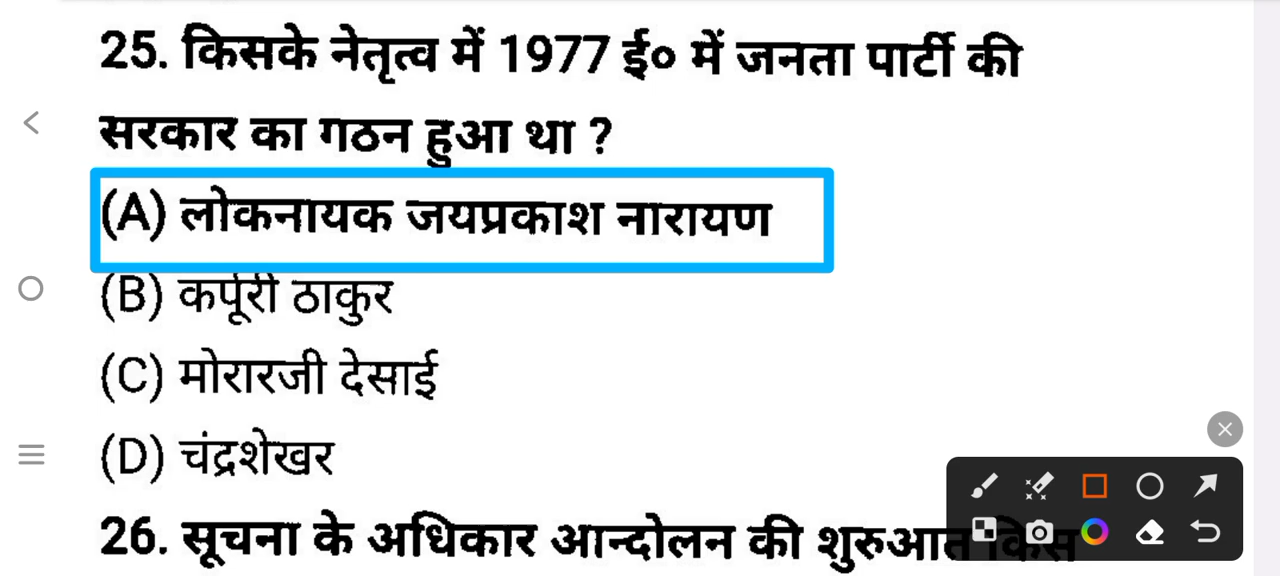 25. किसके नेतृत्व में 1977 ई० में जनता पार्टी की
सरकार का गठन हुआ था ?
(A) लोकनायक जयप्रकाश नारायण
(B) कर्पूरी ठाकुर
(C) मोरारजी देसाई
(D) चंद्रशेखर
26. सूचना के अधिकार आन्दोलन की शुरुआत किस